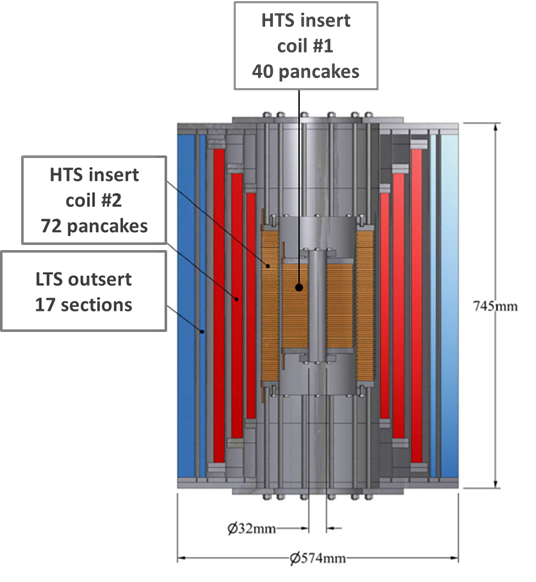 HTS insert
coil #1
40 pancakes
HTS insert
coil #2
72 pancakes
LTS outsert
17 sections
745mm
Ø32mm
Ø574mm